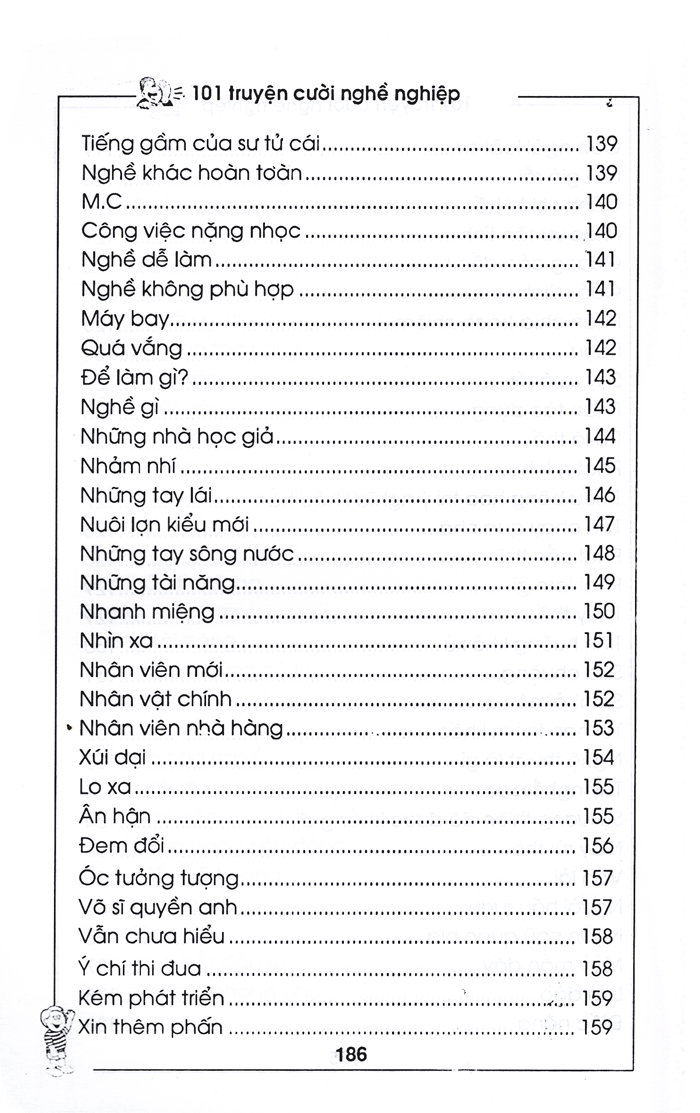 101 truyện cười nghề nghiệp
Tiếng gầm của sư tử cái........139
Nghề khác hoàn toàn........139
M.C........140
Công việc nặng nhọc........140
Nghề dễ làm........141
Nghề không phù hợp........141
Máy bay........142
Quá vắng........142
Để làm gì?........143
Nghề gì........143
Những nhà học giả........144
Nhảm nhí........145
Những tay lái........146
Nuôi lợn kiểu mới........147
Những tay sông nước........148
Những tài năng........149
Nhanh miệng........150
Nhìn xa........151
Nhân viên mới........152
Nhân vật chính........152
Nhân viên nhà hàng........153
Xúi dại........154
Lo xa........155
Ân hận........155
Đem đổi........156
Óc tưởng tượng........157
Võ sĩ quyền anh........157
Vẫn chưa hiểu........158
Ý chí thi đua........158
Kém phát triển........159
Xin thêm phấn........159
186